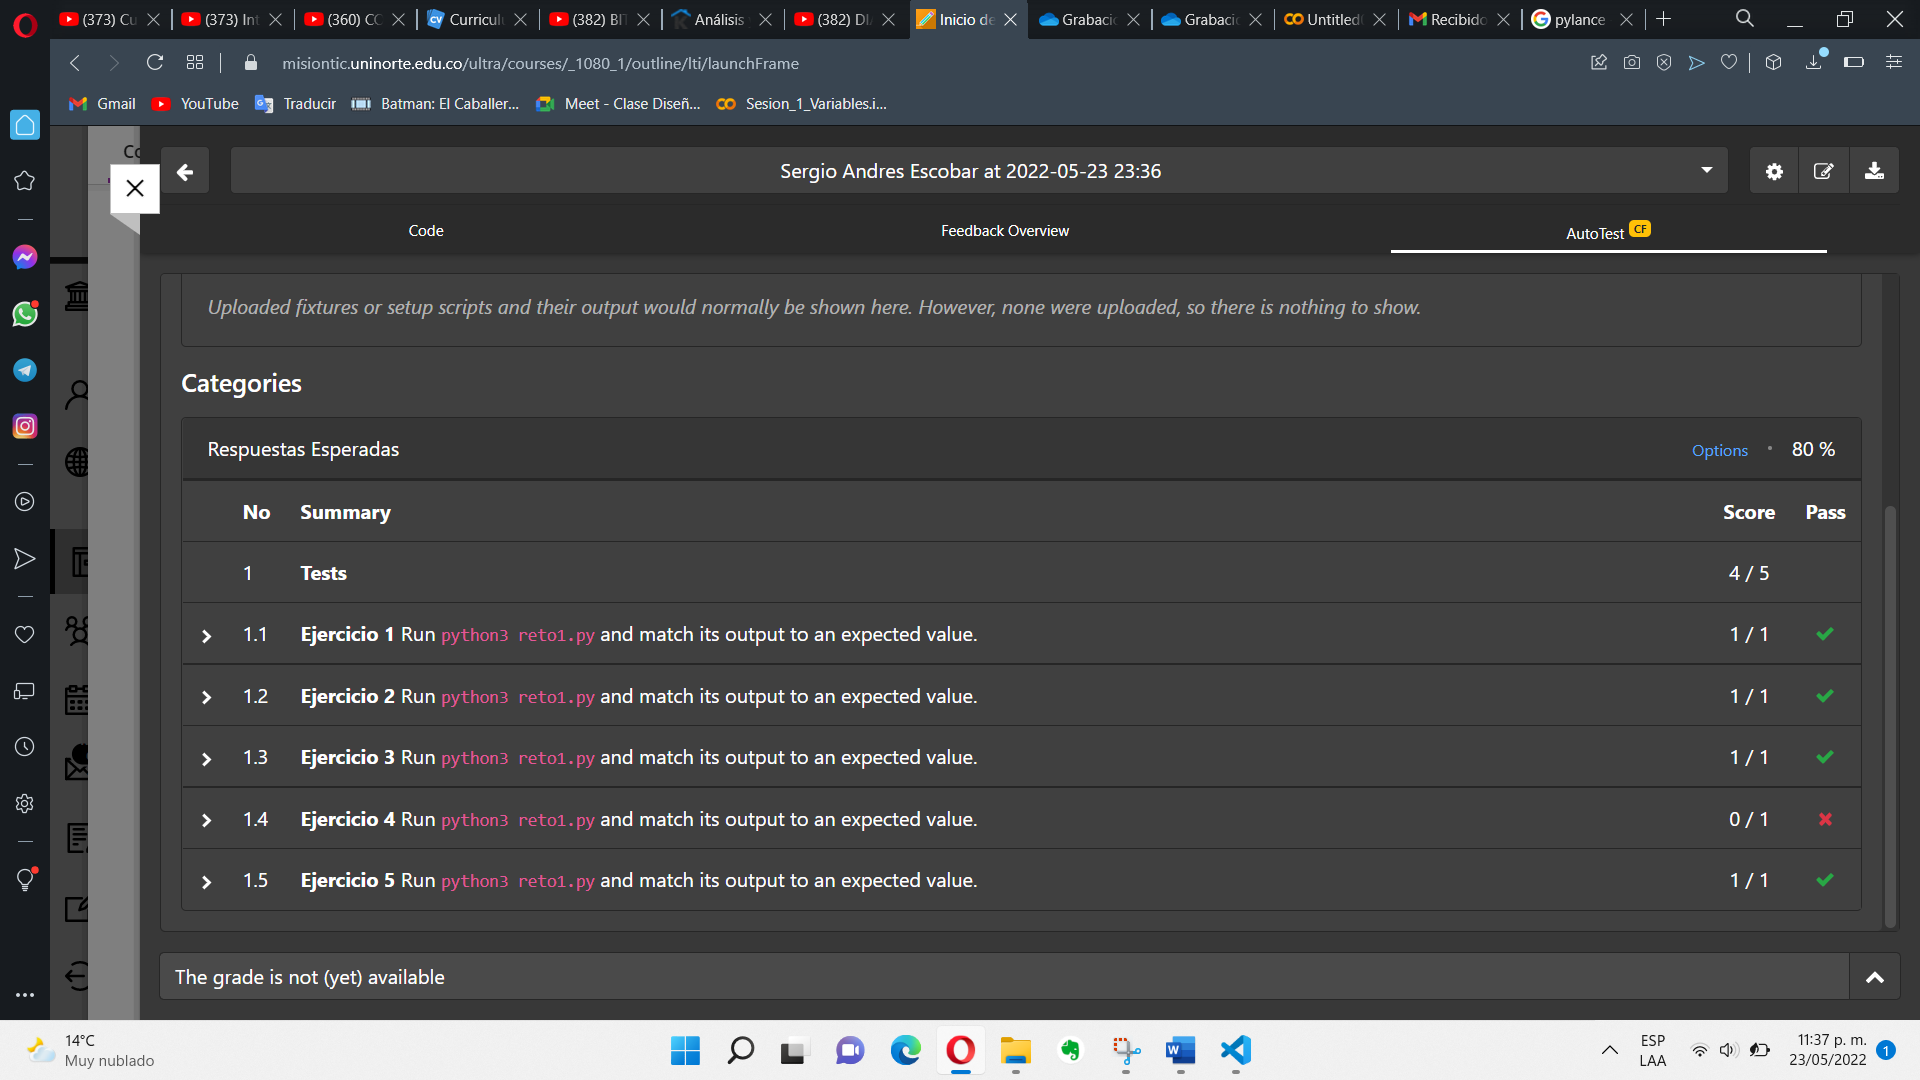 (373) Cu
(373) Int
(360) CC
Curricul
(382) BI
Análisis
(382) DI
Inicio de
Grabaci
Grabaci
Untitled
Recibido
pylance
misiontic.uninorte.edu.co/ultra/courses/_1080_1/outline/lti/launchFrame
Gmail
YouTube
Traducir
Batman: El Caballer...
Meet - Clase Diseñ...
Sesion_1_Variables.i...
Co
Sergio Andres Escobar at 2022-05-23 23:36
Code
Feedback Overview
AutoTest CF
Uploaded fixtures or setup scripts and their output would normally be shown here. However, none were uploaded, so there is nothing to show.
Categories
Respuestas Esperadas
Options • 80 %
No Summary Score Pass
1 Tests 4 / 5
1.1 Ejercicio 1 Run python3 reto1.py and match its output to an expected value. 1 / 1
1.2 Ejercicio 2 Run python3 reto1.py and match its output to an expected value. 1 / 1
1.3 Ejercicio 3 Run python3 reto1.py and match its output to an expected value. 1 / 1
1.4 Ejercicio 4 Run python3 reto1.py and match its output to an expected value. 0 / 1
1.5 Ejercicio 5 Run python3 reto1.py and match its output to an expected value. 1 / 1
The grade is not (yet) available
14°C
Muy nublado
ESP
LAA
11:37 p. m.
23/05/2022
1